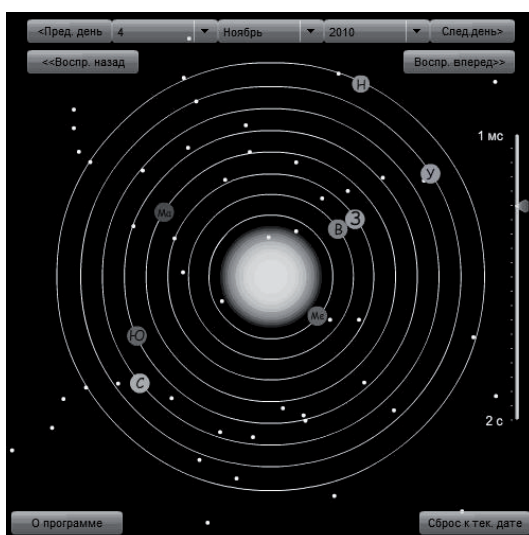 <Пред. день 4 Ноябрь 2010 След.день>
<<Воспр. назад Воспр. вперед>>
Н
1 мс
У
Ма
З
В
Ме
Ю
С
2 с
О программе Сброс к тек. дате